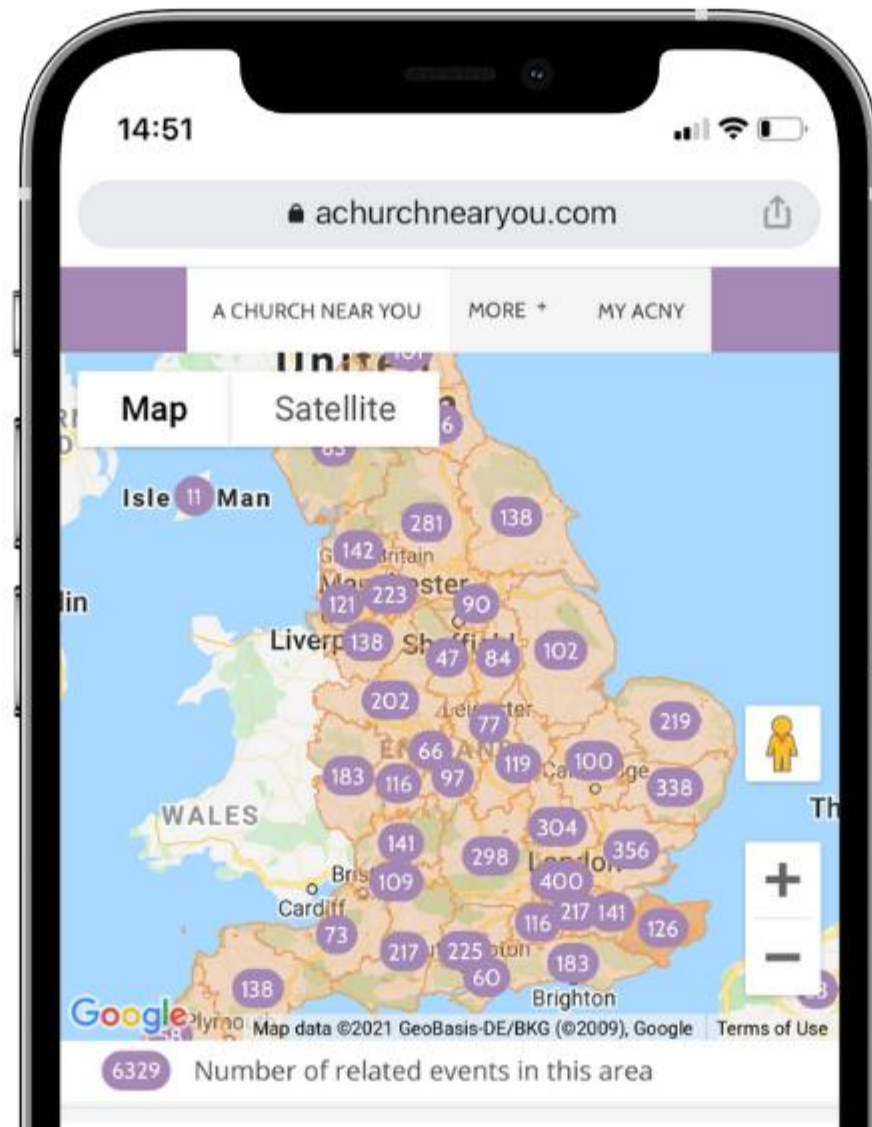 14:51
achurchnearyou.com
A CHURCH NEAR YOU MORE + MY ACNY
Map Satellite
6
Isle 11 Man
281 138
142
223
121 90
138
47 84 102
202
77 219
66
183 116 97 119 100
338
WALES
304
141 298 356
109 400
Cardiff
217 141
116 126
73 217 225
183
60
138
Brighton
Google Map data ©2021 GeoBasis-DE/BKG (©2009), Google Terms of Use
6329 Number of related events in this area